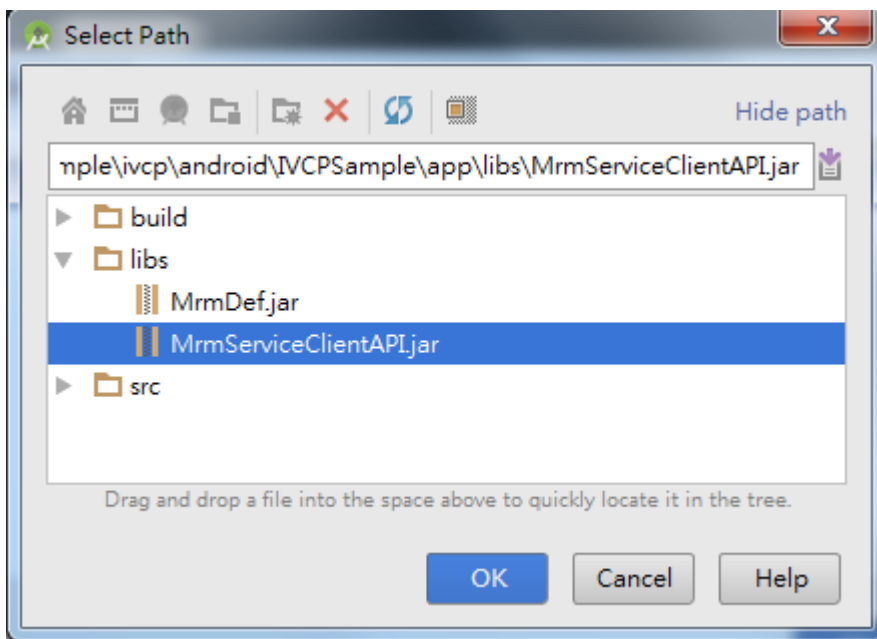 Select Path
Hide path
mple\ivcp\android\IVCPSample\app\libs\MrmServiceClientAPI.jar
build
libs
MrmDef.jar
MrmServiceClientAPI.jar
src
Drag and drop a file into the space above to quickly locate it in the tree.
OK Cancel Help